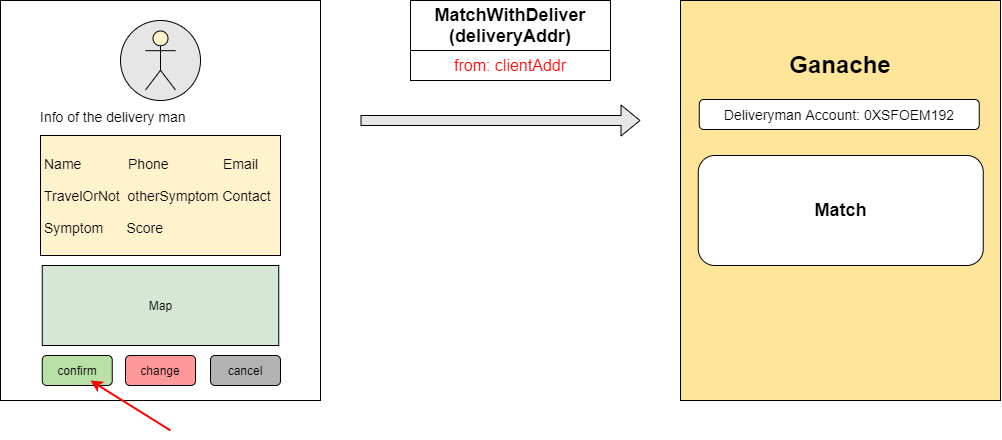 Info of the delivery man
Name Phone Email
TravelOrNot otherSymptom Contact
Symptom Score
Map
confirm change cancel
MatchWithDeliver
(deliveryAddr)
from: clientAddr
Ganache
Deliveryman Account: 0XSFOEM192
Match